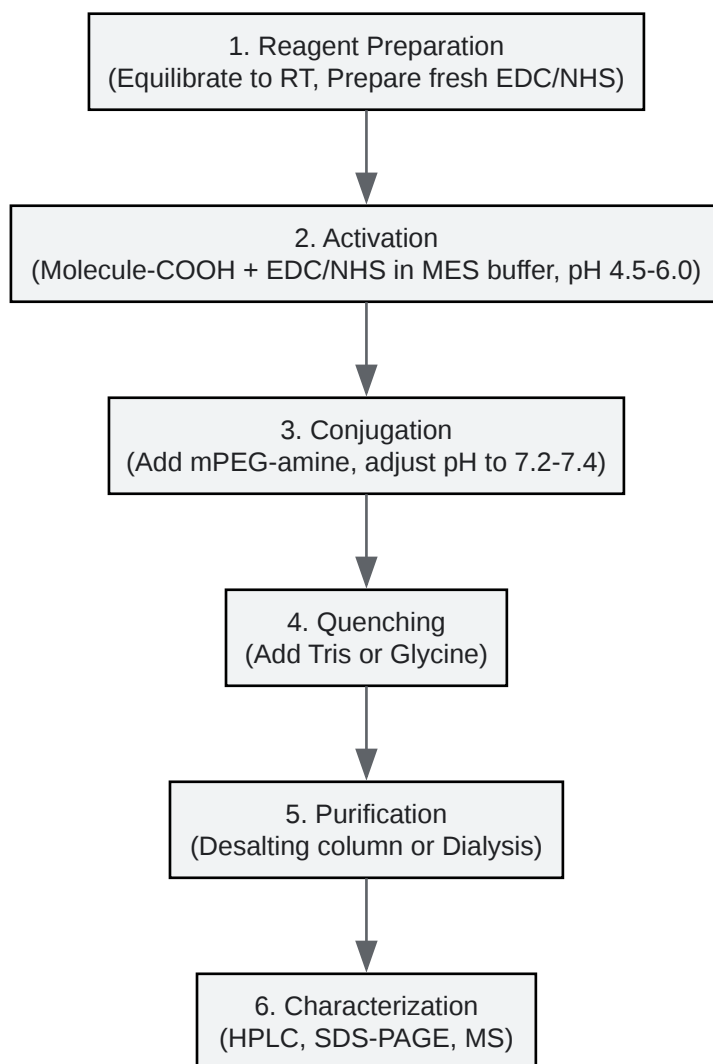 1. Reagent Preparation
(Equilibrate to RT, Prepare fresh EDC/NHS)
2. Activation
(Molecule-COOH + EDC/NHS in MES buffer, pH 4.5-6.0)
3. Conjugation
(Add mPEG-amine, adjust pH to 7.2-7.4)
4. Quenching
(Add Tris or Glycine)
5. Purification
(Desalting column or Dialysis)
6. Characterization
(HPLC, SDS-PAGE, MS)